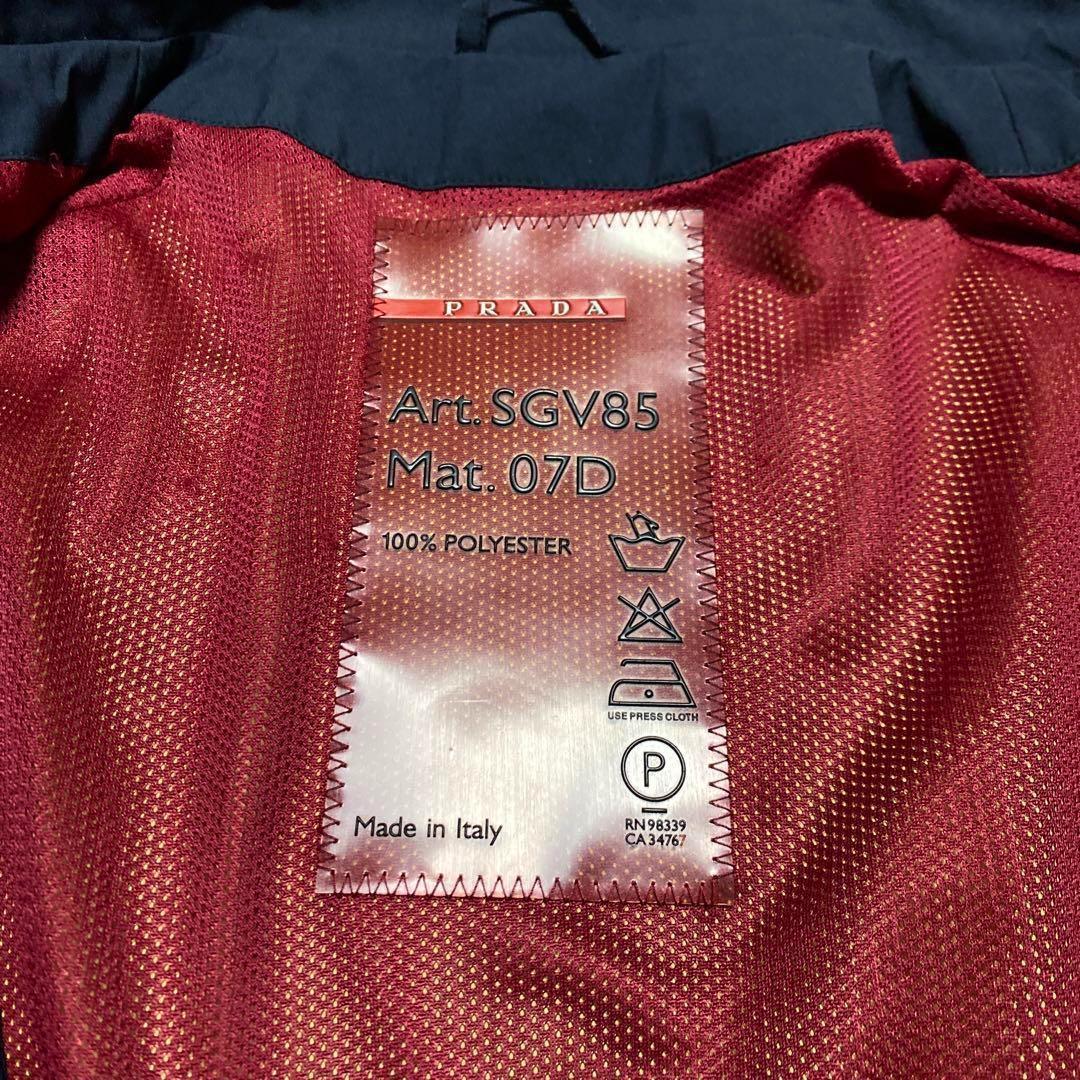 PRADA
Art. SGV85
Mat. 07D
100% POLYESTER
USE PRESS CLOTH
P
Made in Italy
RN 98339
CA 34767